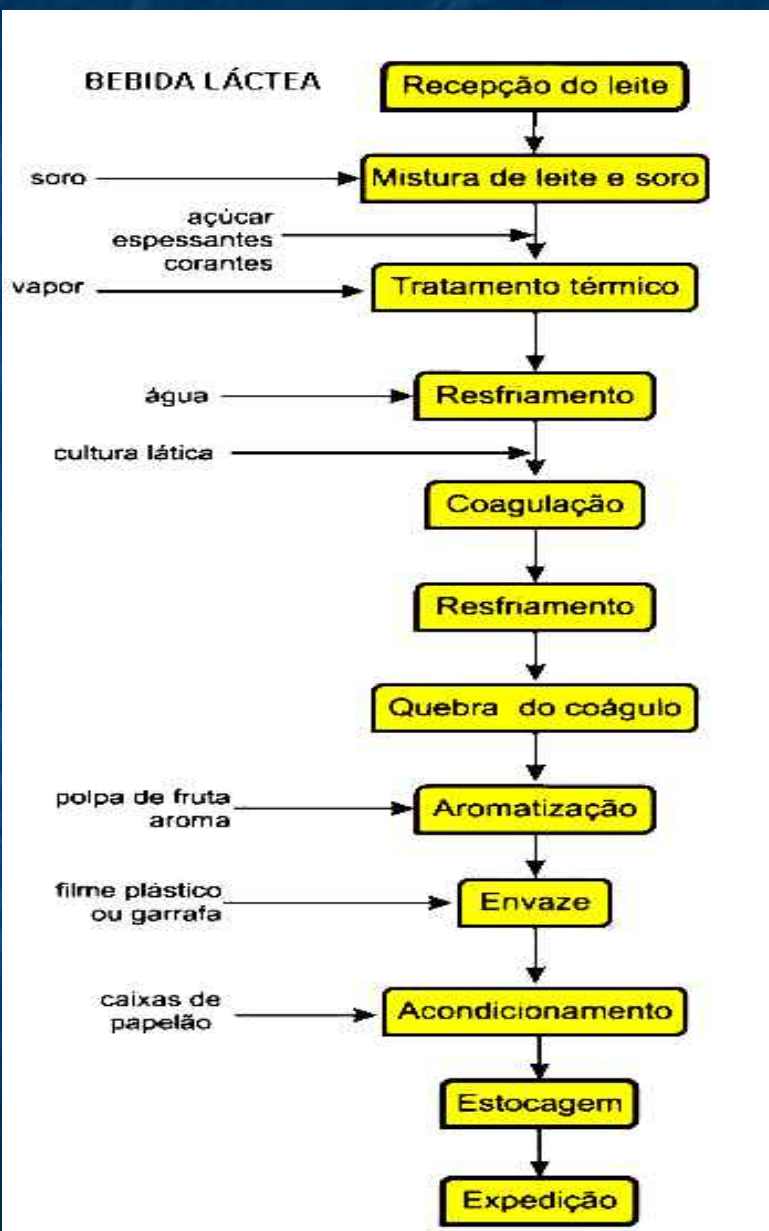 BEBIDA LÁCTEA
Recepção do leite
soro
Mistura de leite e soro
açúcar
espessantes
corantes
vapor
Tratamento térmico
água
Resfriamento
cultura lática
Coagulação
Resfriamento
Quebra do coágulo
polpa de fruta
aroma
Aromatização
filme plástico
ou garrafa
Envaze
caixas de
papelão
Acondicionamento
Estocagem
Expedição